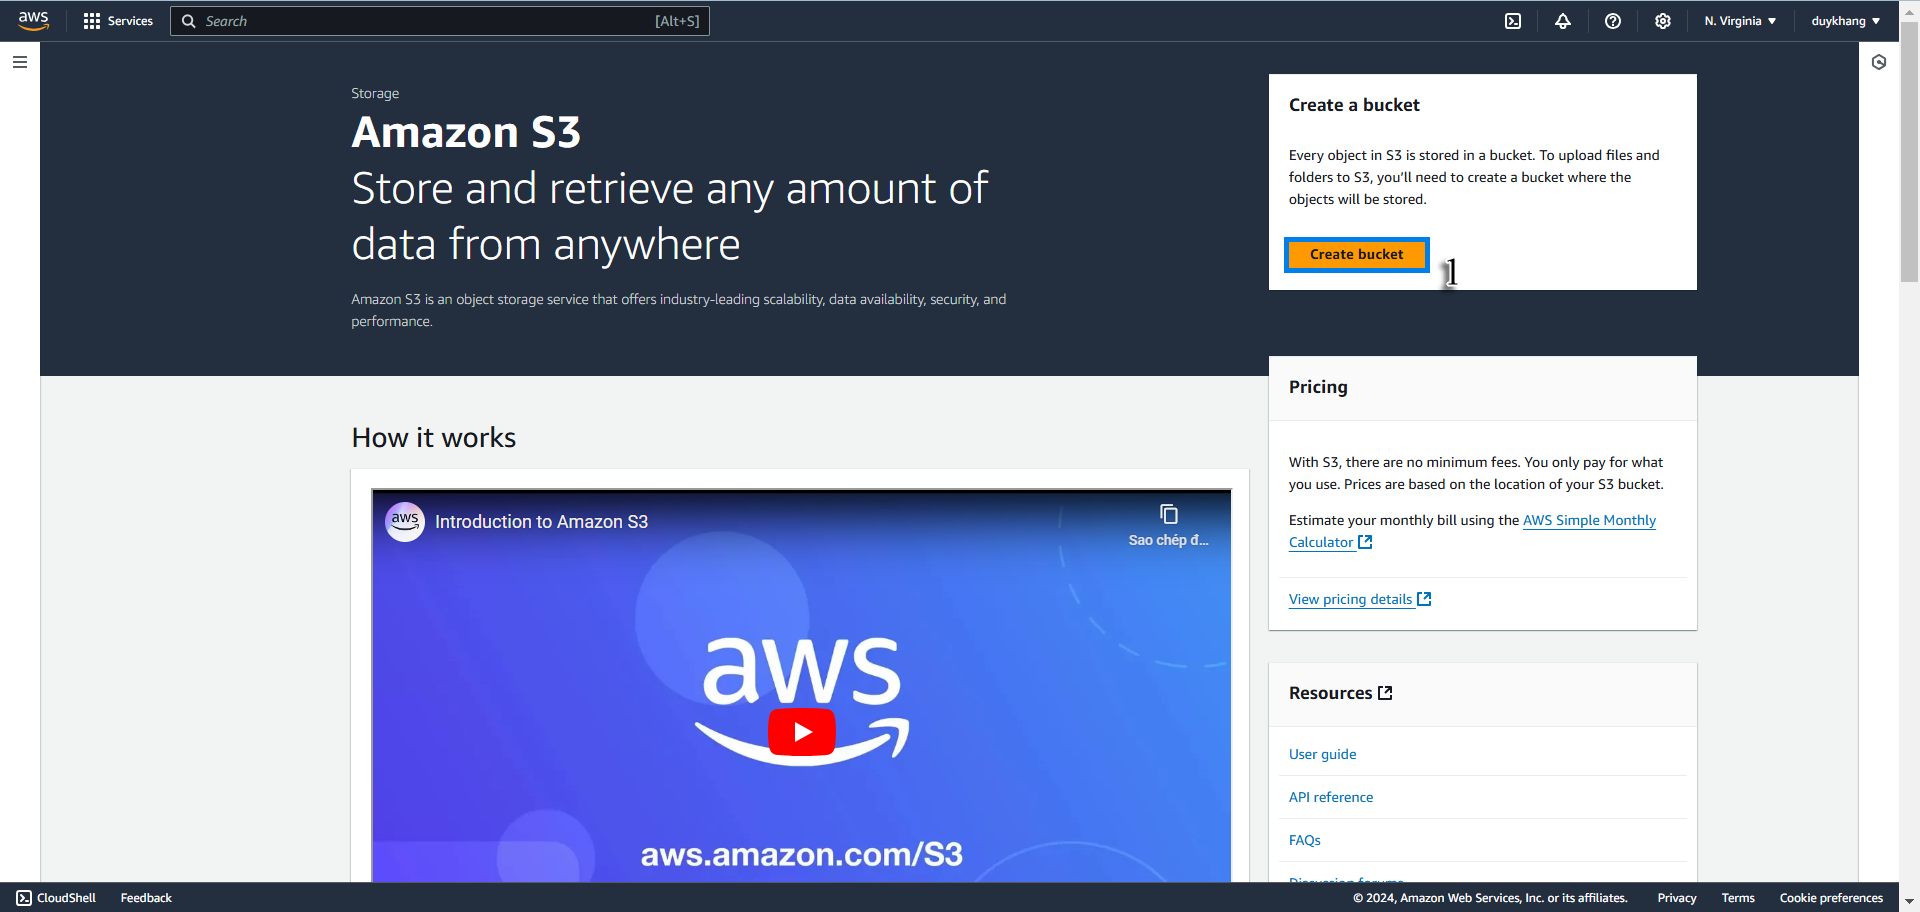 aws
Services
Search
[Alt+S]
N. Virginia
duykhang
Storage
Amazon S3
Store and retrieve any amount of
data from anywhere
Amazon S3 is an object storage service that offers industry-leading scalability, data availability, security, and
performance.
Create a bucket
Every object in S3 is stored in a bucket. To upload files and
folders to S3, you’ll need to create a bucket where the
objects will be stored.
Create bucket
1
Pricing
With S3, there are no minimum fees. You only pay for what
you use. Prices are based on the location of your S3 bucket.
Estimate your monthly bill using the AWS Simple Monthly
Calculator
View pricing details
How it works
aws
Introduction to Amazon S3
Sao chép đ...
aws
aws.amazon.com/S3
Resources
User guide
API reference
FAQs
Discussion forums
CloudShell
Feedback
© 2024, Amazon Web Services, Inc. or its affiliates.
Privacy
Terms
Cookie preferences